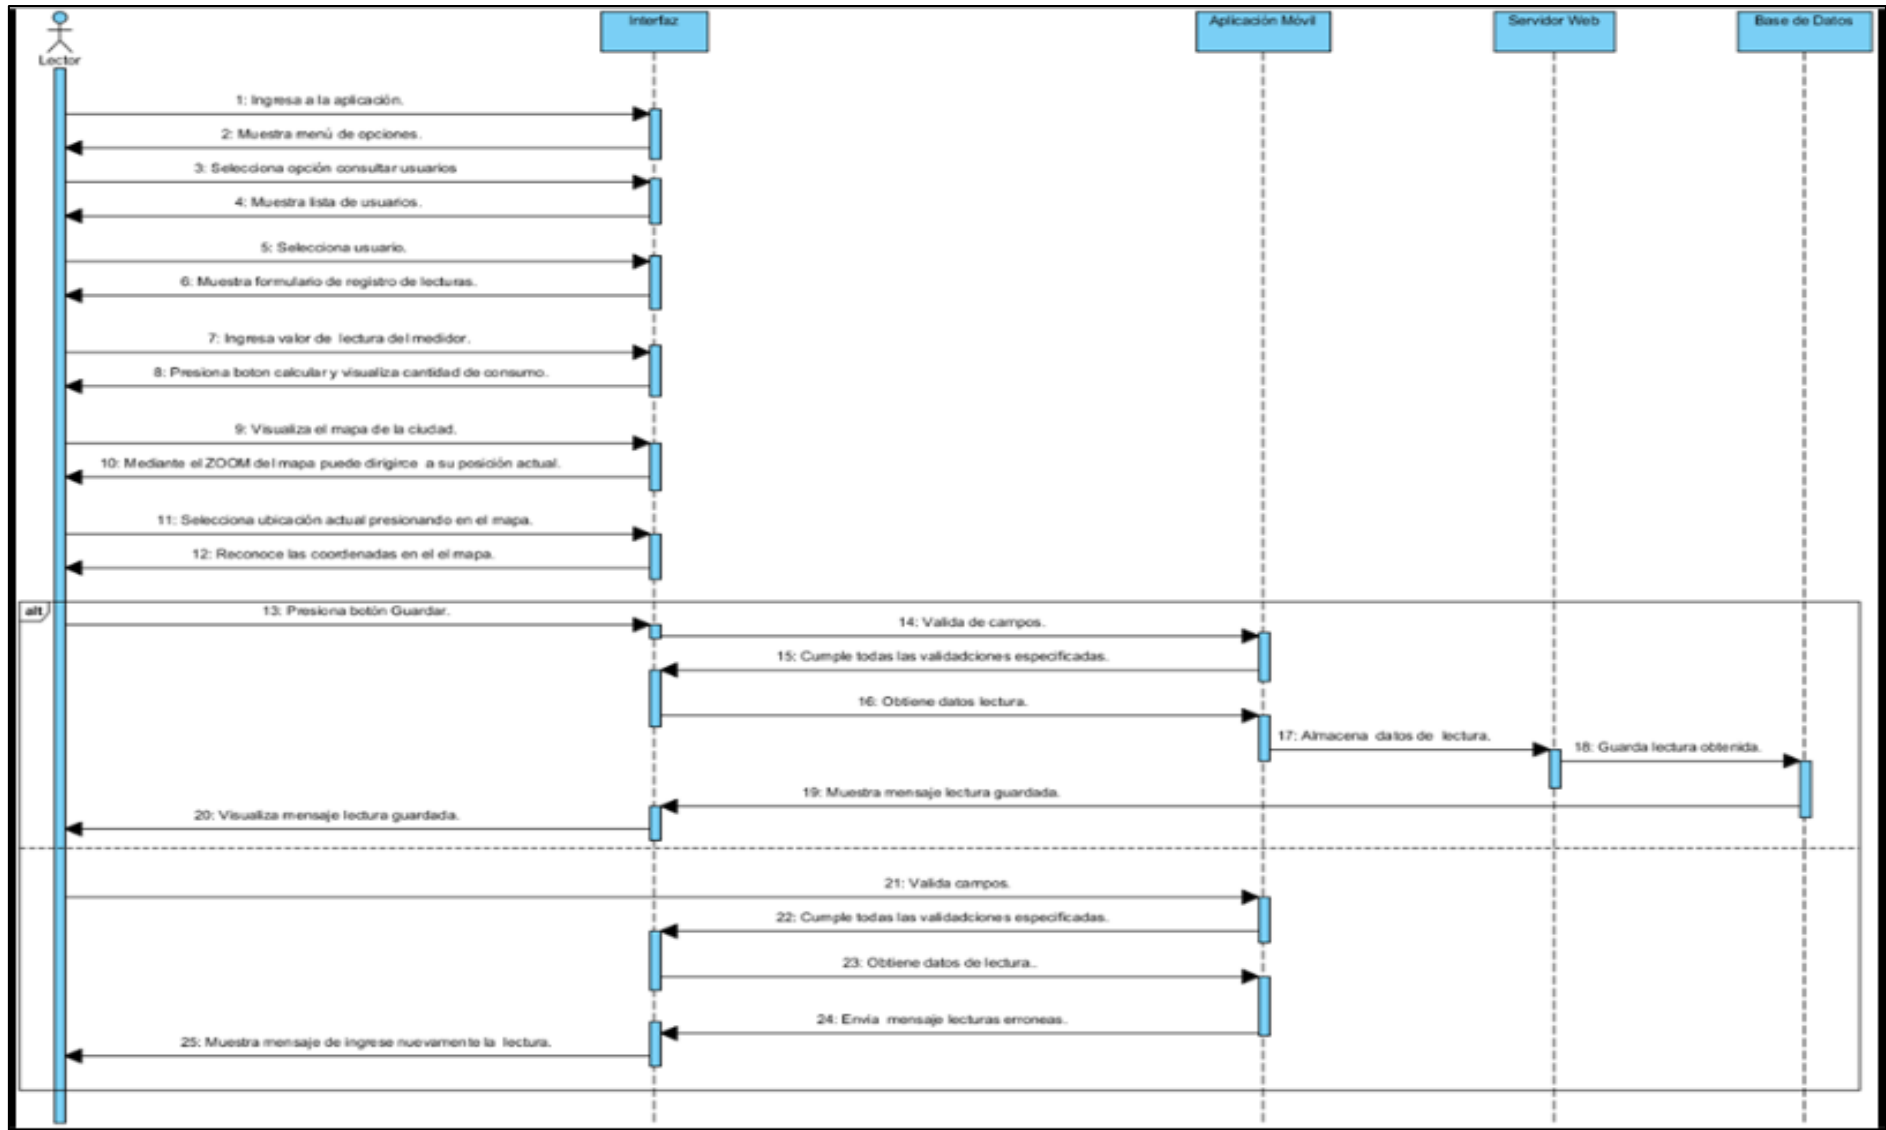 Interfaz
Aplicación Móvil
Servidor Web
Base de Datos
Lector
1: Ingresa a la aplicación.
2: Muestra menú de opciones.
3: Selecciona opción consultar usuarios
4: Muestra lista de usuarios.
5: Selecciona usuario.
6: Muestra formulario de registro de lecturas.
7: Ingresa valor de lectura del medidor.
8: Presiona boton calcular y visualiza cantidad de consumo.
9: Visualiza el mapa de la ciudad.
10: Mediante el ZOOM del mapa puede dirigirce a su posición actual.
11: Selecciona ubicación actual presionando en el mapa.
12: Reconoce las coordenadas en el el mapa.
alt
13: Presiona botón Guardar.
14: Valida de campos.
15: Cumple todas las validadciones especificadas.
16: Obtiene datos lectura.
17: Almacena datos de lectura.
18: Guarda lectura obtenida.
19: Muestra mensaje lectura guardada.
20: Visualiza mensaje lectura guardada.
21: Valida campos.
22: Cumple todas las validadciones especificadas.
23: Obtiene datos de lectura..
24: Envia mensaje lecturas erroneas.
25: Muestra mensaje de ingrese nuevamente la lectura.